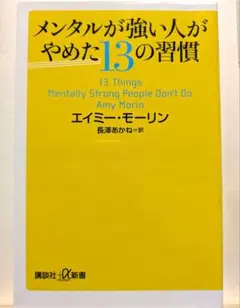 メンタルが強い人が
やめた13の習慣
13 Things
Mentally Strong People Don't Do
Amy Morin
エイミー・モーリン
長澤あかね=訳
講談社+α新書